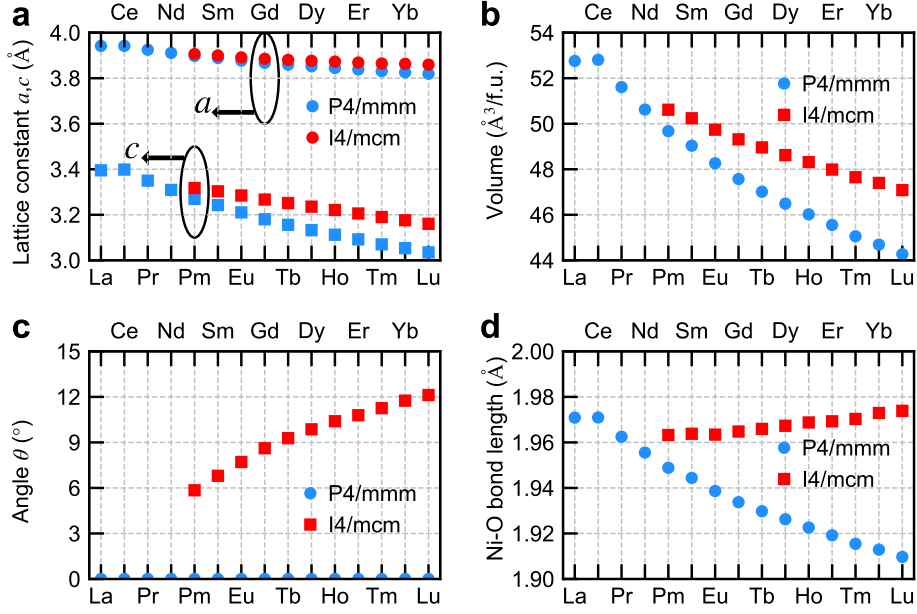 a
Ce Nd Sm Gd Dy Er Yb
Lattice constant a,c (Å)
4.0
3.8
3.6
3.4
3.2
3.0
a
c
P4/mmm
I4/mcm
La Pr Pm Eu Tb Ho Tm Lu
b
Ce Nd Sm Gd Dy Er Yb
Volume (Å³/f.u.)
54
52
50
48
46
44
P4/mmm
I4/mcm
La Pr Pm Eu Tb Ho Tm Lu
c
Ce Nd Sm Gd Dy Er Yb
Angle θ (°)
15
12
9
6
3
0
P4/mmm
I4/mcm
La Pr Pm Eu Tb Ho Tm Lu
d
Ce Nd Sm Gd Dy Er Yb
Ni-O bond length (Å)
2.00
1.98
1.96
1.94
1.92
1.90
P4/mmm
I4/mcm
La Pr Pm Eu Tb Ho Tm Lu